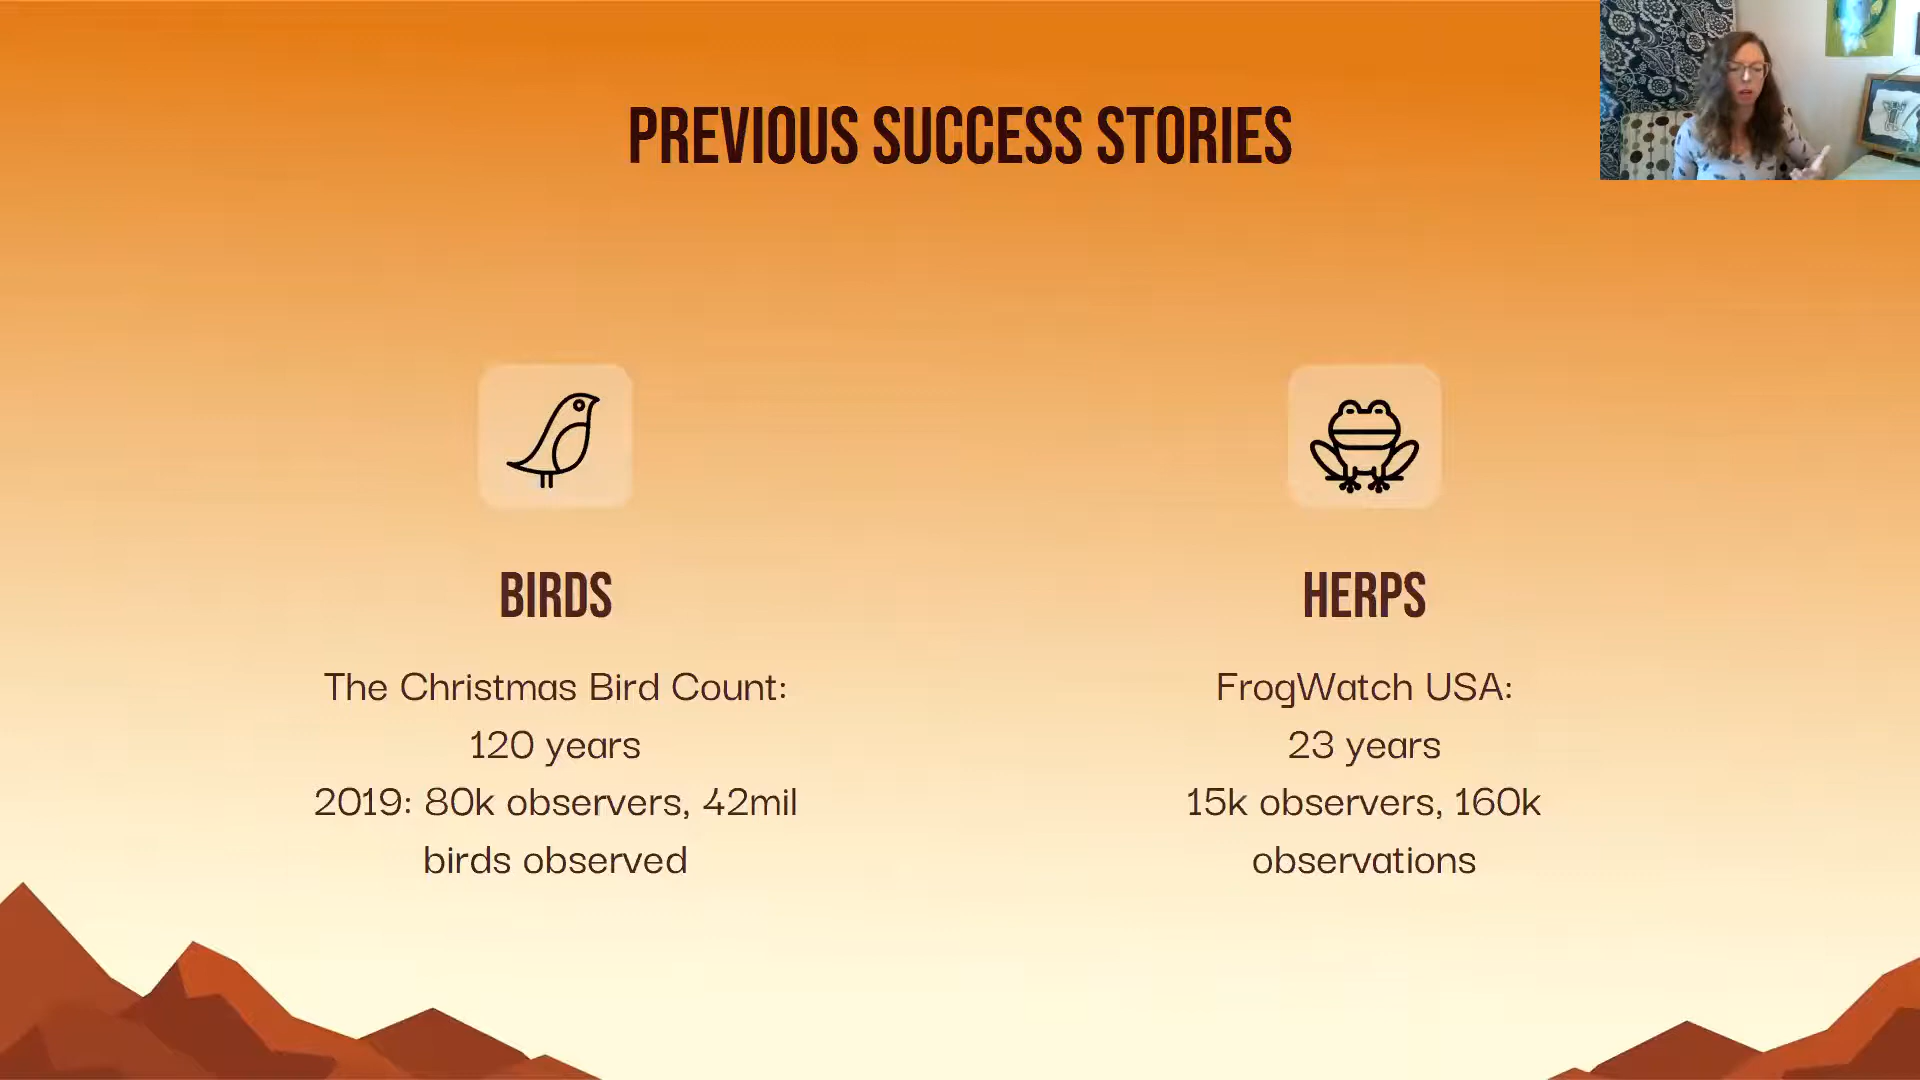 PREVIOUS SUCCESS STORIES
BIRDS
The Christmas Bird Count:
120 years
2019: 80k observers, 42mil
birds observed
HERPS
FrogWatch USA:
23 years
15k observers, 160k
observations